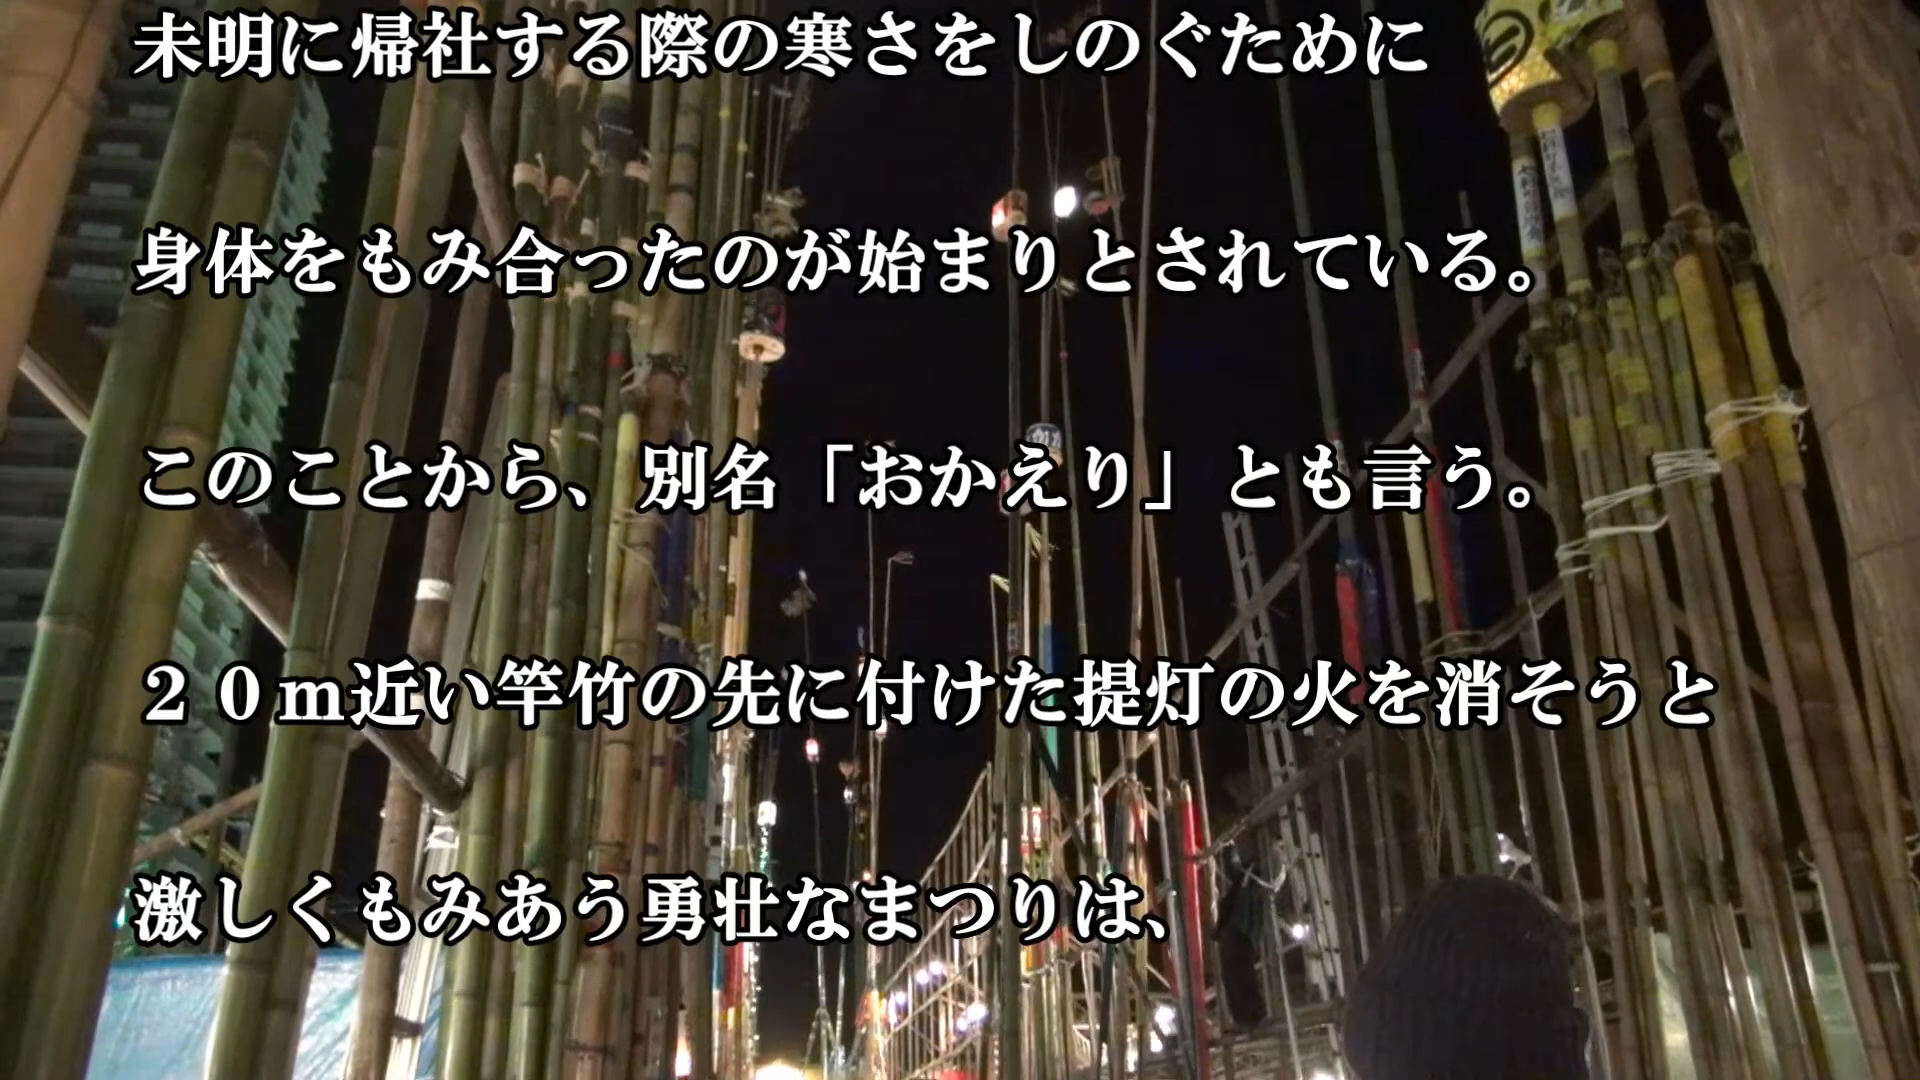 未明に帰社する際の寒さをしのぐために
身体をもみ合ったのが始まりとされている。
このことから、別名「おかえり」とも言う。
２０ｍ近い竿竹の先に付けた提灯の火を消そうと
激しくもみあう勇壮なまつりは、